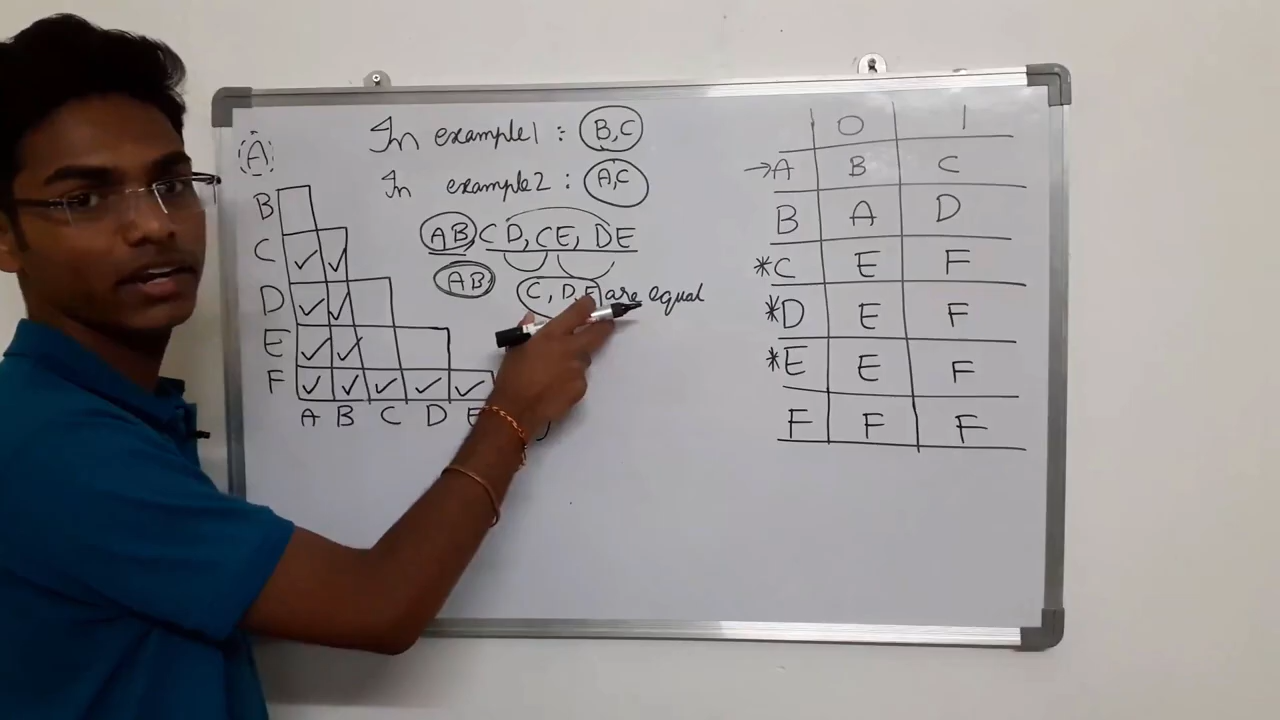 A
In example1 : B,C
In example2 : A,C
AB CD, CE, DE
AB
C, D, E are equal
B
C ✓ ✓
D ✓ ✓
E ✓ ✓
F ✓ ✓ ✓ ✓ ✓
A B C D E
0 1
→A B C
B A D
*C E F
*D E F
*E E F
F F F